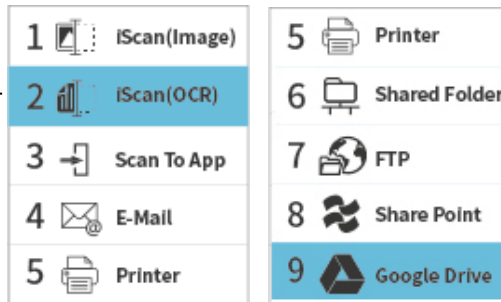 1 iScan(Image)
2 iScan(OCR)
3 Scan To App
4 E-Mail
5 Printer
5 Printer
6 Shared Folder
7 FTP
8 Share Point
9 Google Drive